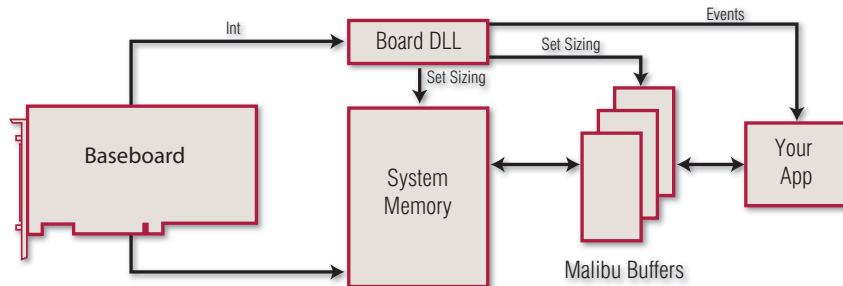 Int
Board DLL
Events
Set Sizing
Set Sizing
Baseboard
System
Memory
Your
App
Malibu Buffers